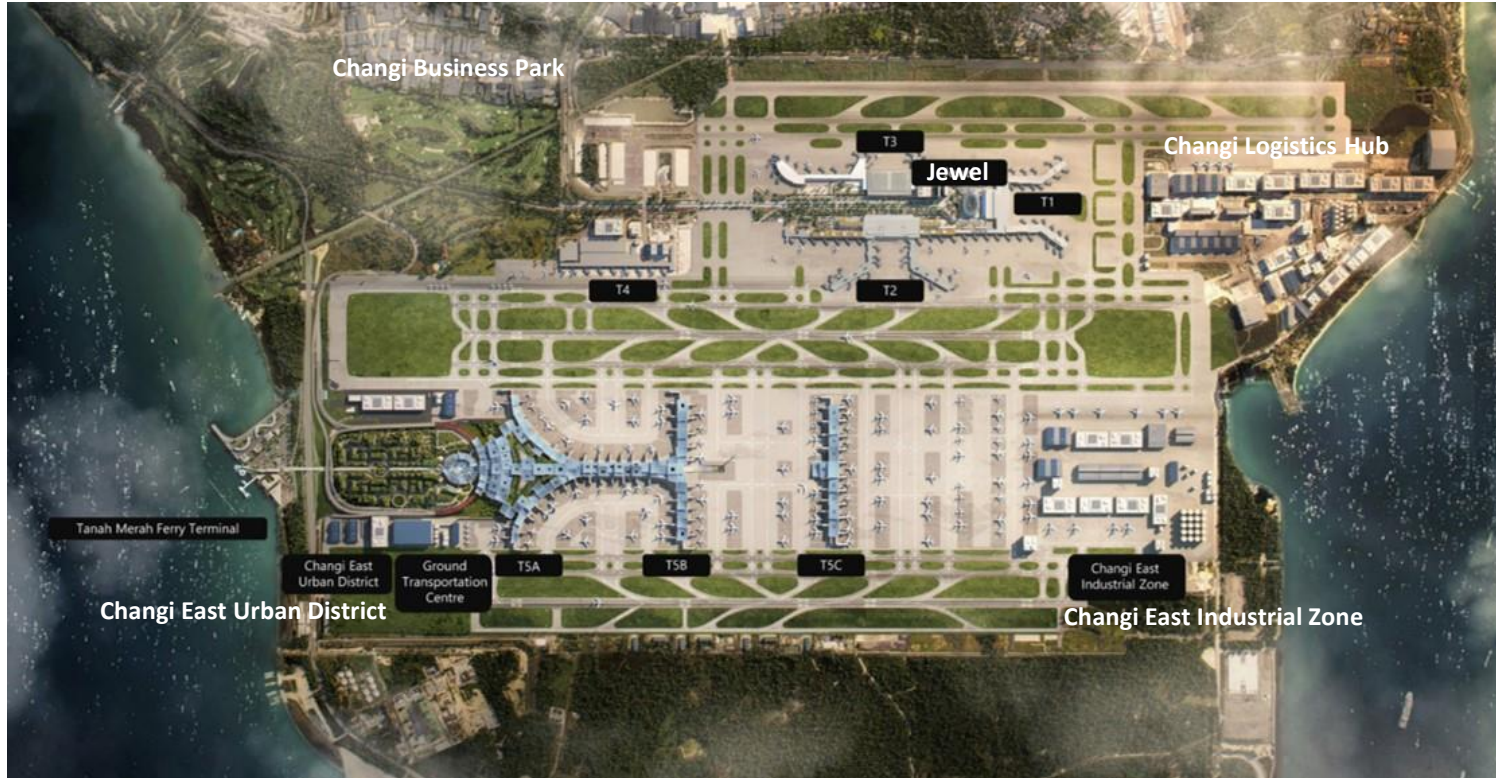 Changi Business Park
T3
Changi Logistics Hub
Jewel
T1
T4
T2
Tanah Merah Ferry Terminal
Changi East
Urban District
Ground
Transportation
Centre
T5A
T5B
T5C
Changi East
Industrial Zone
Changi East Urban District
Changi East Industrial Zone